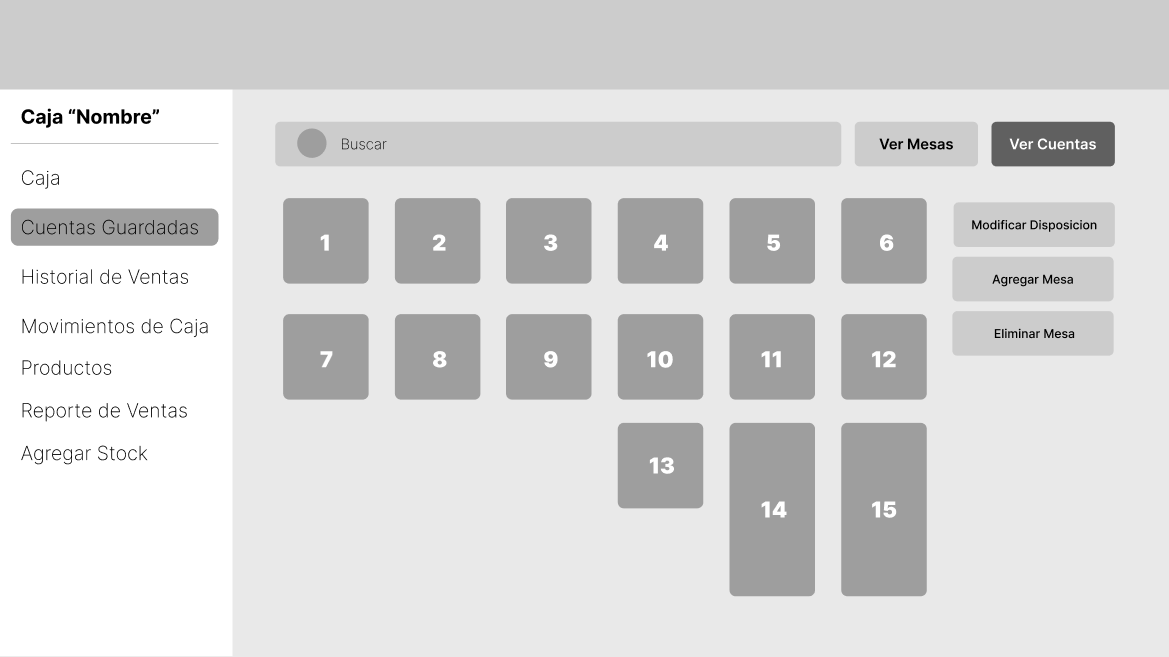 Caja “Nombre”
Caja
Cuentas Guardadas
Historial de Ventas
Movimientos de Caja
Productos
Reporte de Ventas
Agregar Stock
Buscar
Ver Mesas
Ver Cuentas
1 2 3 4 5 6
7 8 9 10 11 12
13
14 15
Modificar Disposicion
Agregar Mesa
Eliminar Mesa